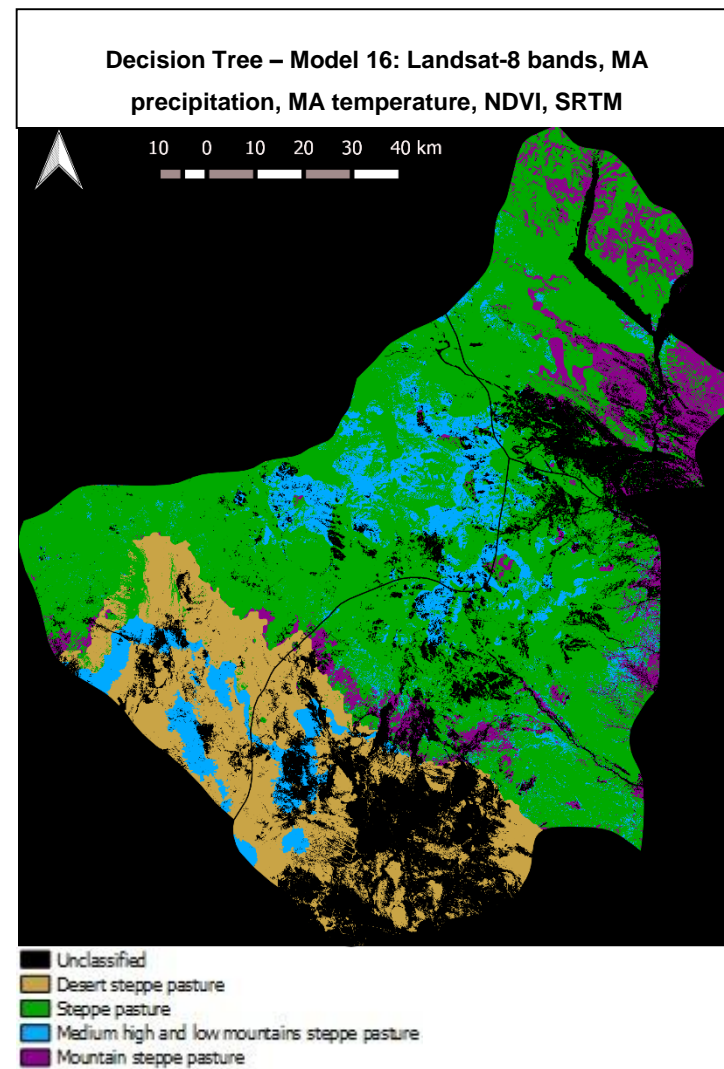 Decision Tree – Model 16: Landsat-8 bands, MA
precipitation, MA temperature, NDVI, SRTM
10 0 10 20 30 40 km
Unclassified
Desert steppe pasture
Steppe pasture
Medium high and low mountains steppe pasture
Mountain steppe pasture